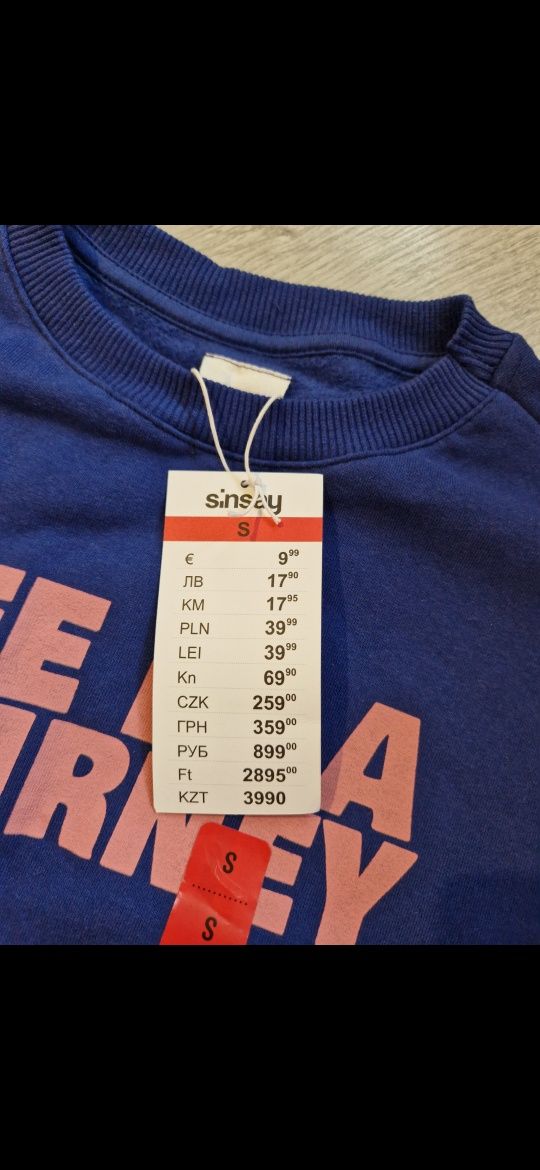 sinsay
S
€ 9⁹⁹
ЛВ 17⁹⁰
KM 17⁹⁵
PLN 39⁹⁹
LEI 39⁹⁹
Kn 69⁹⁰
CZK 259⁰⁰
ГРН 359⁰⁰
РУБ 899⁰⁰
Ft 2895⁰⁰
KZT 3990
A
RNEY
S
S